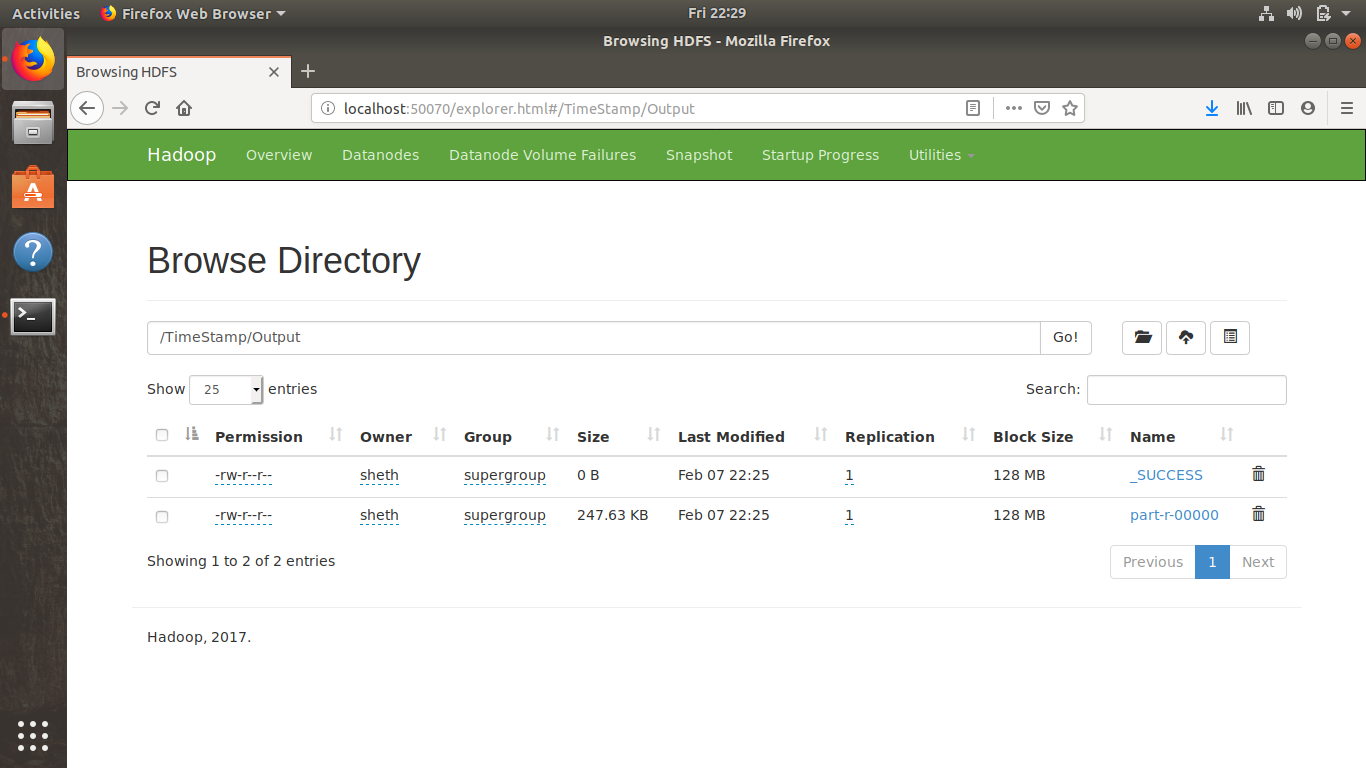 Activities Firefox Web Browser Fri 22:29
Browsing HDFS - Mozilla Firefox
Browsing HDFS
localhost:50070/explorer.html#/TimeStamp/Output
Hadoop Overview Datanodes Datanode Volume Failures Snapshot Startup Progress Utilities
Browse Directory
/TimeStamp/Output Go!
Show 25 entries Search:
Permission Owner Group Size Last Modified Replication Block Size Name
-rw-r--r-- sheth supergroup 0 B Feb 07 22:25 1 128 MB _SUCCESS
-rw-r--r-- sheth supergroup 247.63 KB Feb 07 22:25 1 128 MB part-r-00000
Showing 1 to 2 of 2 entries Previous 1 Next
Hadoop, 2017.